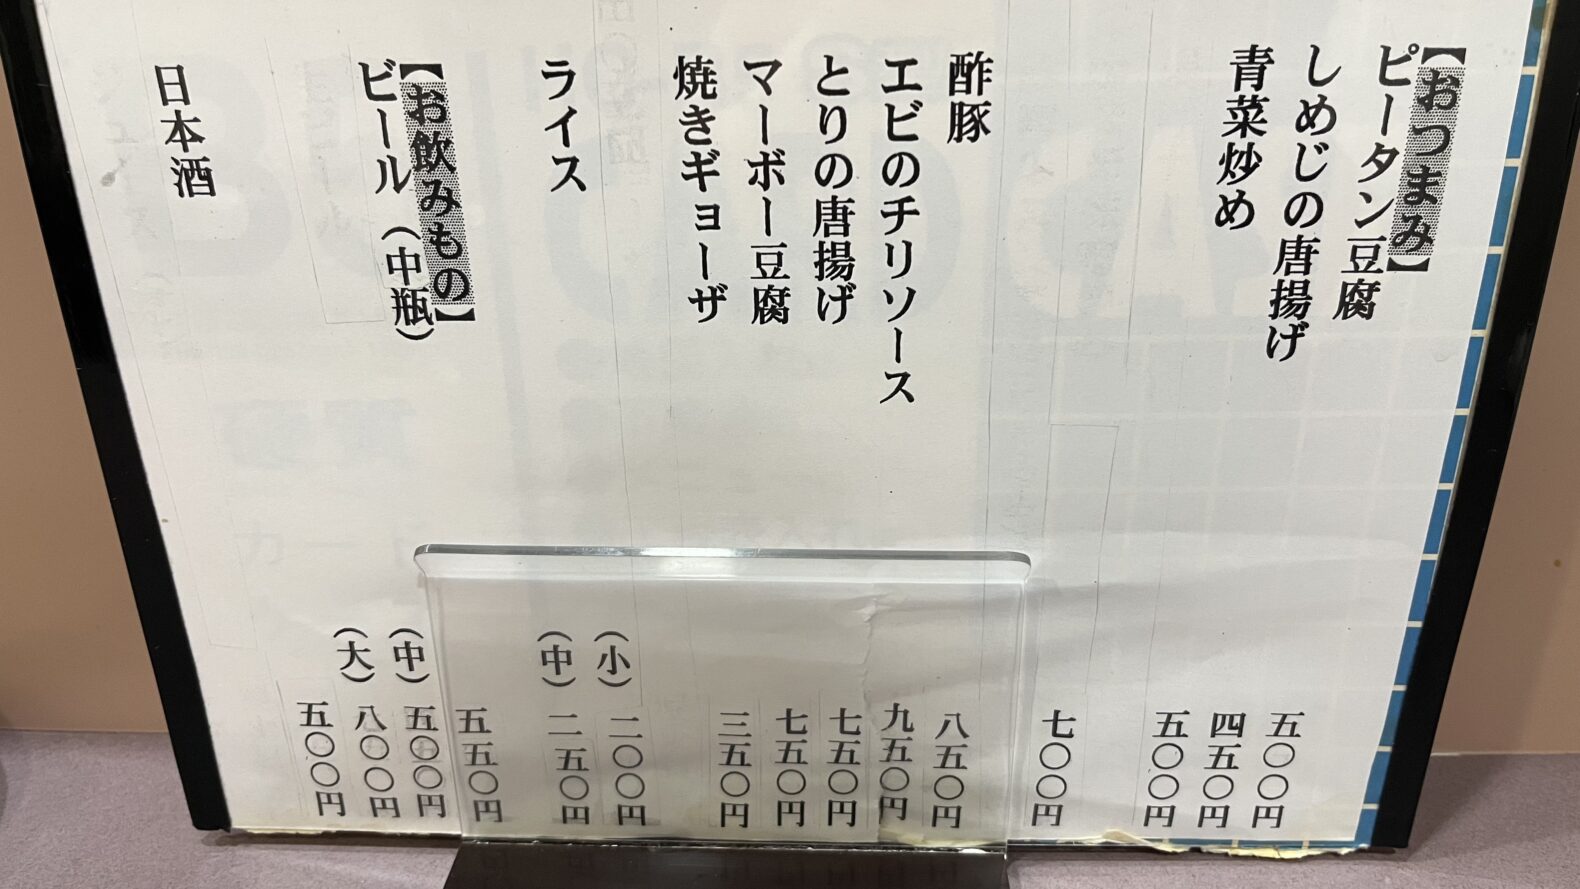 【おつまみ】
ピータン豆腐
五〇〇円
しめじの唐揚げ
四五〇円
青菜炒め
五〇〇円
七〇〇円
酢豚
八五〇円
エビのチリソース
九五〇円
とりの唐揚げ
七五〇円
マーボー豆腐
七五〇円
焼きギョーザ
三五〇円
ライス
(小) 二〇〇円
(中) 二五〇円
【お飲みもの】
ビール(中瓶)
五五〇円
日本酒
(中) 五〇〇円
(大) 八〇〇円
五〇〇円